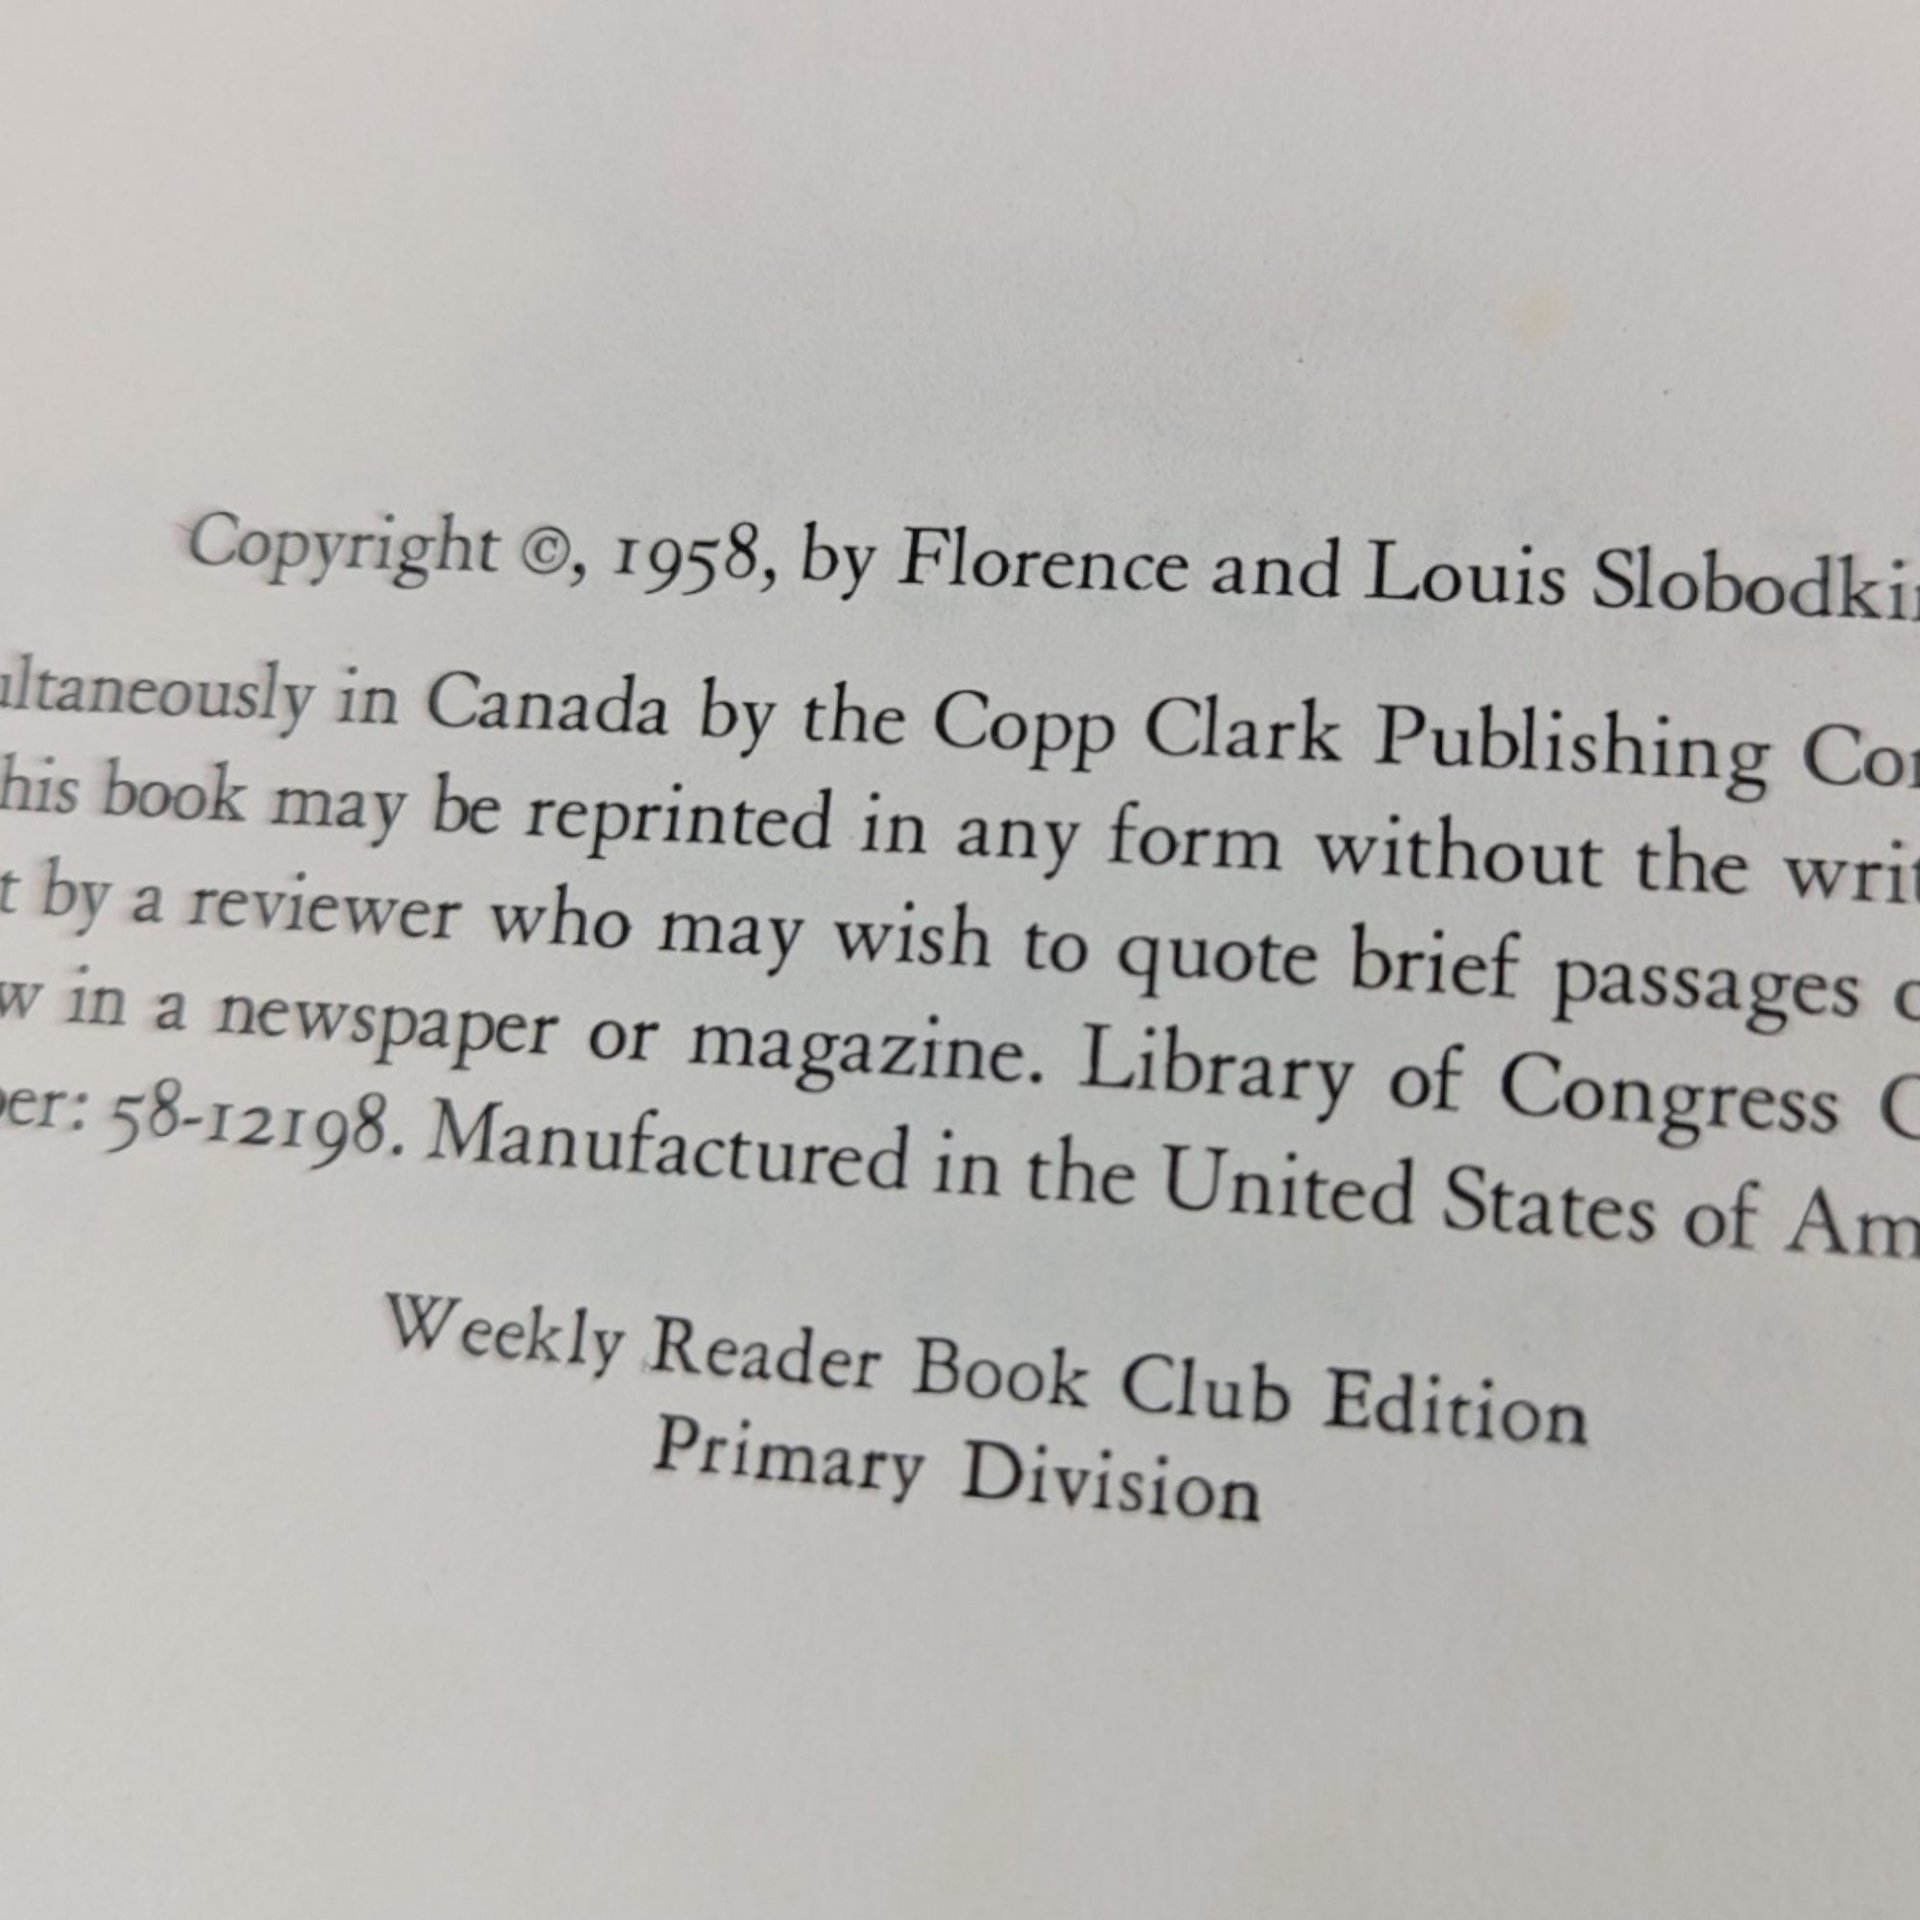 Copyright ©, 1958, by Florence and Louis Slobodki
ultaneously in Canada by the Copp Clark Publishing Co
his book may be reprinted in any form without the writ
t by a reviewer who may wish to quote brief passages
w in a newspaper or magazine. Library of Congress C
er: 58-12198. Manufactured in the United States of Am
Weekly Reader Book Club Edition
Primary Division